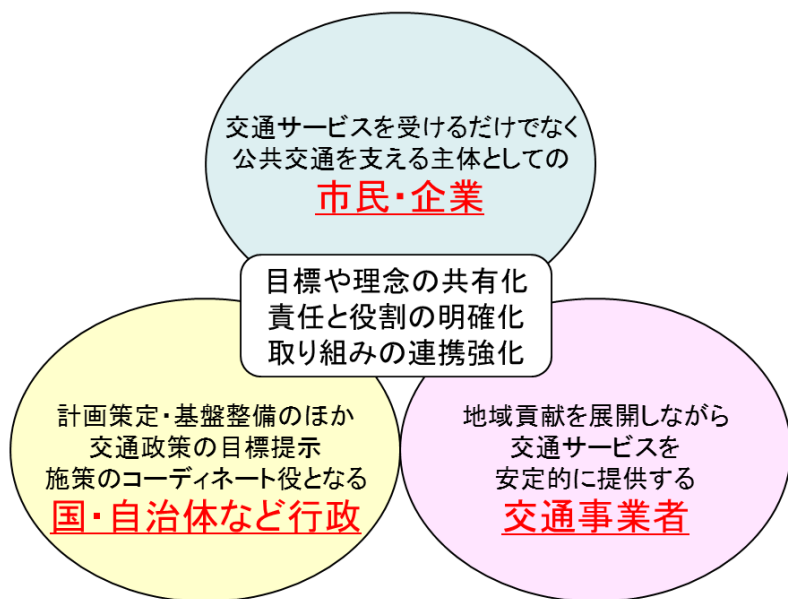 交通サービスを受けるだけでなく
公共交通を支える主体としての
市民・企業
目標や理念の共有化
責任と役割の明確化
取り組みの連携強化
計画策定・基盤整備のほか
交通政策の目標提示
施策のコーディネート役となる
国・自治体など行政
地域貢献を展開しながら
交通サービスを
安定的に提供する
交通事業者